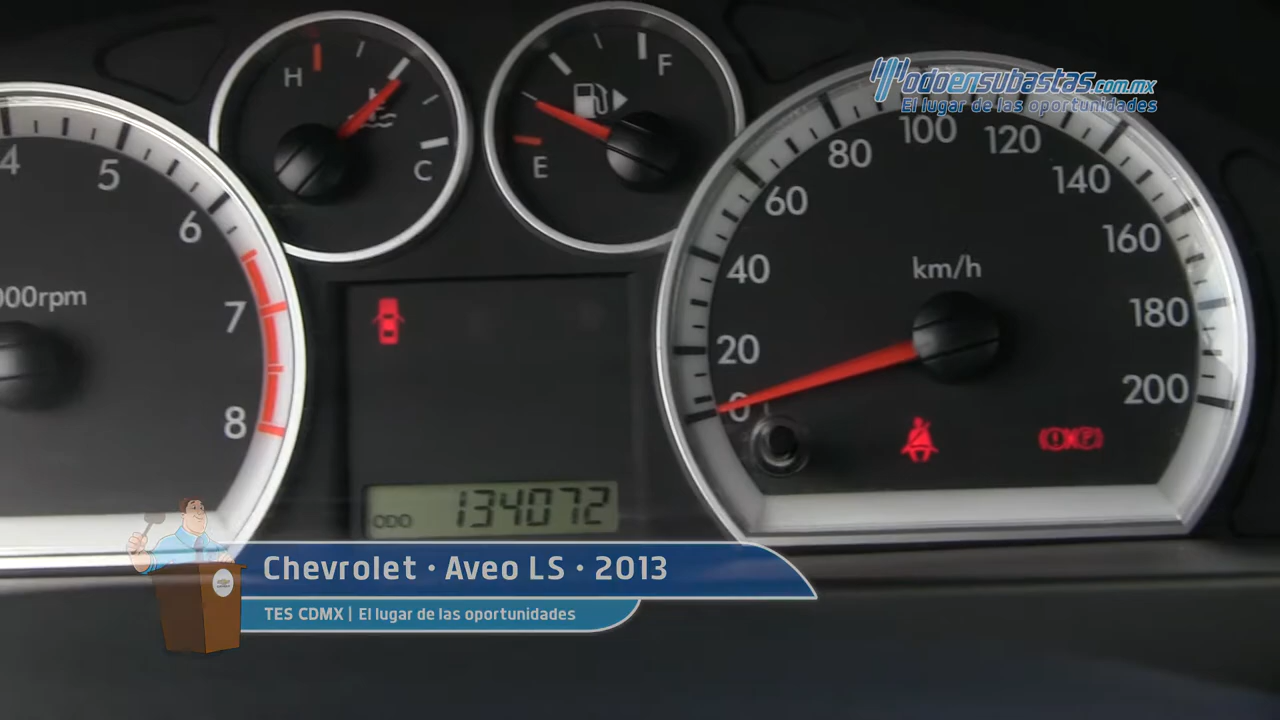 H
C
F
E
Todoensubastas.com.mx
El lugar de las oportunidades
4
5
6
7
8
000rpm
0
20
40
60
80
100
120
140
160
180
200
km/h
P
ODO 134072
Chevrolet · Aveo LS · 2013
TES CDMX | El lugar de las oportunidades